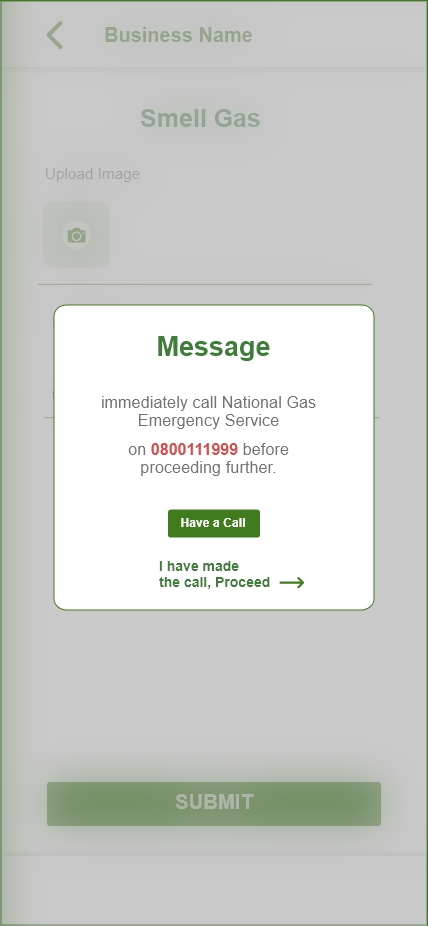 Business Name
Smell Gas
Upload Image
Message
immediately call National Gas
Emergency Service
on 0800111999 before
proceeding further.
Have a Call
I have made
the call, Proceed
SUBMIT